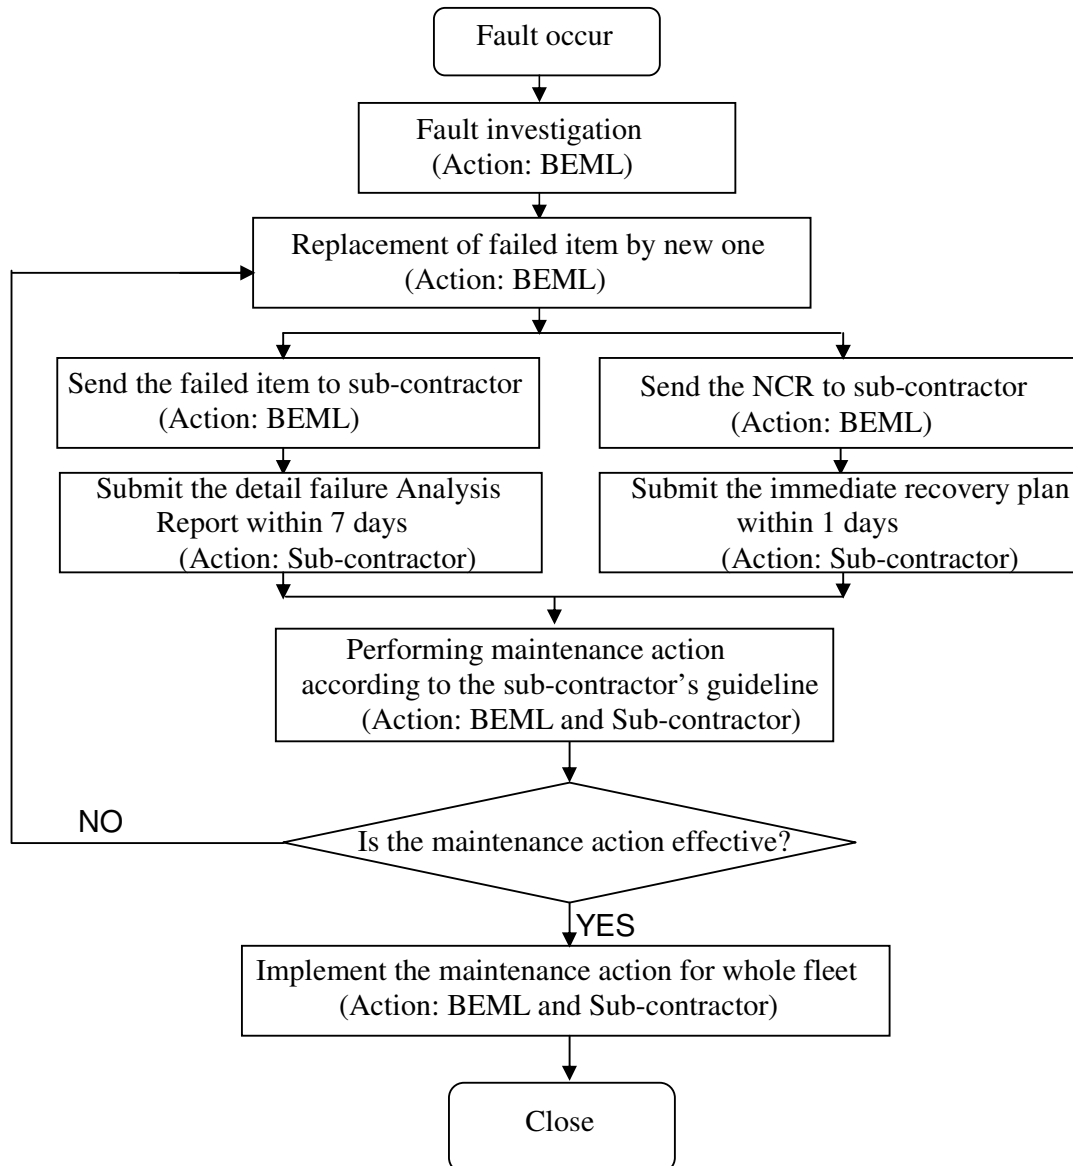 Fault occur
Fault investigation
(Action: BEML)
Replacement of failed item by new one
(Action: BEML)
Send the failed item to sub-contractor
(Action: BEML)
Send the NCR to sub-contractor
(Action: BEML)
Submit the detail failure Analysis
Report within 7 days
(Action: Sub-contractor)
Submit the immediate recovery plan
within 1 days
(Action: Sub-contractor)
Performing maintenance action
according to the sub-contractor’s guideline
(Action: BEML and Sub-contractor)
NO
Is the maintenance action effective?
YES
Implement the maintenance action for whole fleet
(Action: BEML and Sub-contractor)
Close